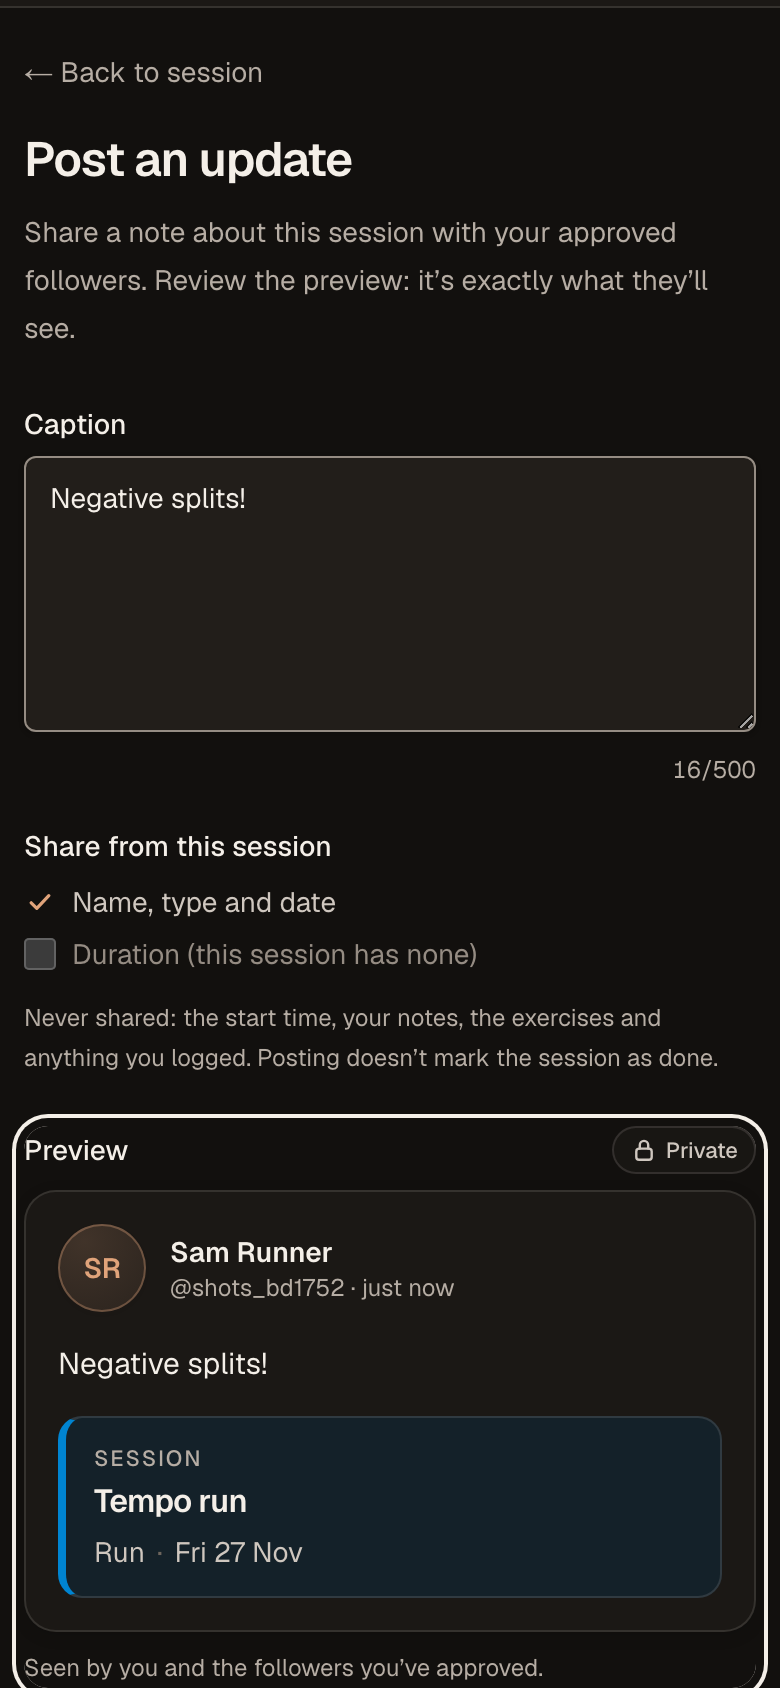 ← Back to session
Post an update
Share a note about this session with your approved
followers. Review the preview: it’s exactly what they’ll
see.
Caption
Negative splits!
16/500
Share from this session
Name, type and date
Duration (this session has none)
Never shared: the start time, your notes, the exercises and
anything you logged. Posting doesn’t mark the session as done.
Preview
Private
SR
Sam Runner
@shots_bd1752 · just now
Negative splits!
SESSION
Tempo run
Run · Fri 27 Nov
Seen by you and the followers you’ve approved.